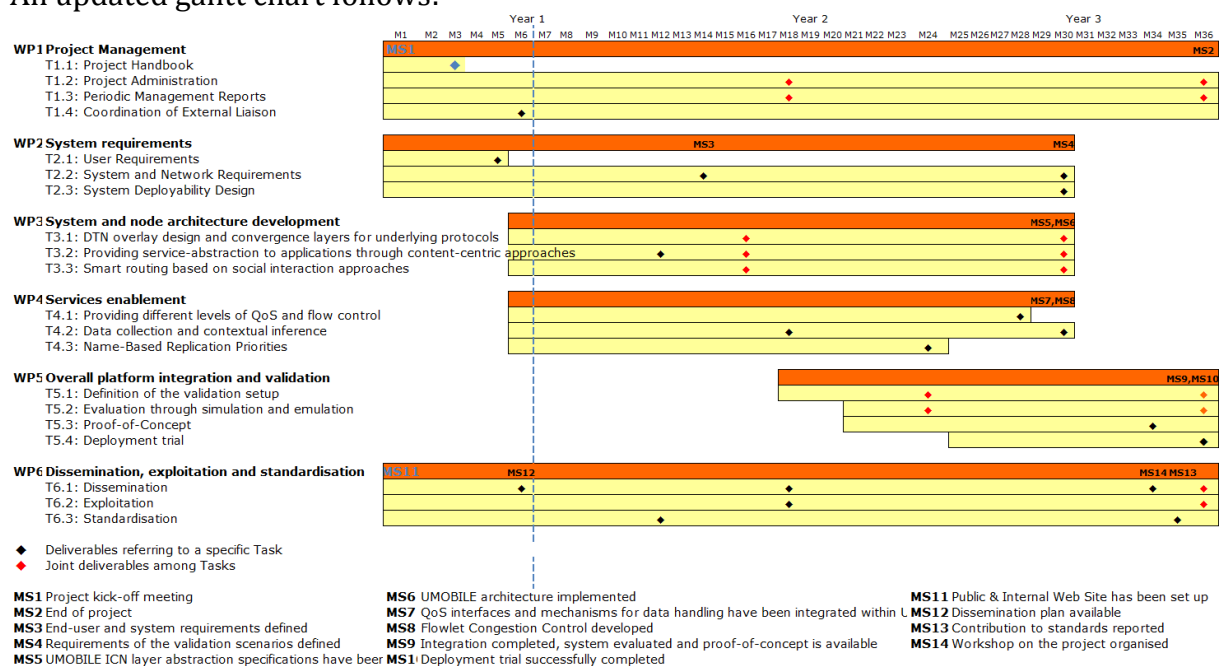 An updated gantt chart follows:
Year 1 Year 2 Year 3
M1 M2 M3 M4 M5 M6 M7 M8 M9 M10 M11 M12 M13 M14 M15 M16 M17 M18 M19 M20 M21 M22 M23 M24 M25 M26 M27 M28 M29 M30 M31 M32 M33 M34 M35 M36
WP1 Project Management MS1 MS2
T1.1: Project Handbook
T1.2: Project Administration
T1.3: Periodic Management Reports
T1.4: Coordination of External Liaison
WP2 System requirements MS3 MS4
T2.1: User Requirements
T2.2: System and Network Requirements
T2.3: System Deployability Design
WP3 System and node architecture development MS5,MS6
T3.1: DTN overlay design and convergence layers for underlying protocols
T3.2: Providing service-abstraction to applications through content-centric approaches
T3.3: Smart routing based on social interaction approaches
WP4 Services enablement MS7,MS8
T4.1: Providing different levels of QoS and flow control
T4.2: Data collection and contextual inference
T4.3: Name-Based Replication Priorities
WP5 Overall platform integration and validation MS9,MS10
T5.1: Definition of the validation setup
T5.2: Evaluation through simulation and emulation
T5.3: Proof-of-Concept
T5.4: Deployment trial
WP6 Dissemination, exploitation and standardisation MS11 MS12 MS14 MS13
T6.1: Dissemination
T6.2: Exploitation
T6.3: Standardisation
Deliverables referring to a specific Task
Joint deliverables among Tasks
MS1 Project kick-off meeting MS6 UMOBILE architecture implemented MS11 Public & Internal Web Site has been set up
MS2 End of project MS7 QoS interfaces and mechanisms for data handling have been integrated within U MS12 Dissemination plan available
MS3 End-user and system requirements defined MS8 Flowlet Congestion Control developed MS13 Contribution to standards reported
MS4 Requirements of the validation scenarios defined MS9 Integration completed, system evaluated and proof-of-concept is available MS14 Workshop on the project organised
MS5 UMOBILE ICN layer abstraction specifications have beer MS1 Deployment trial successfully completed